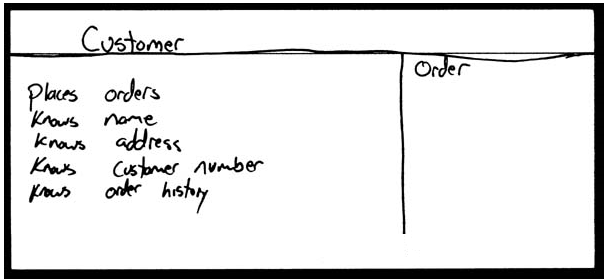 Customer
Order
Places orders
Knows name
Knows address
Knows Customer number
Knows order history